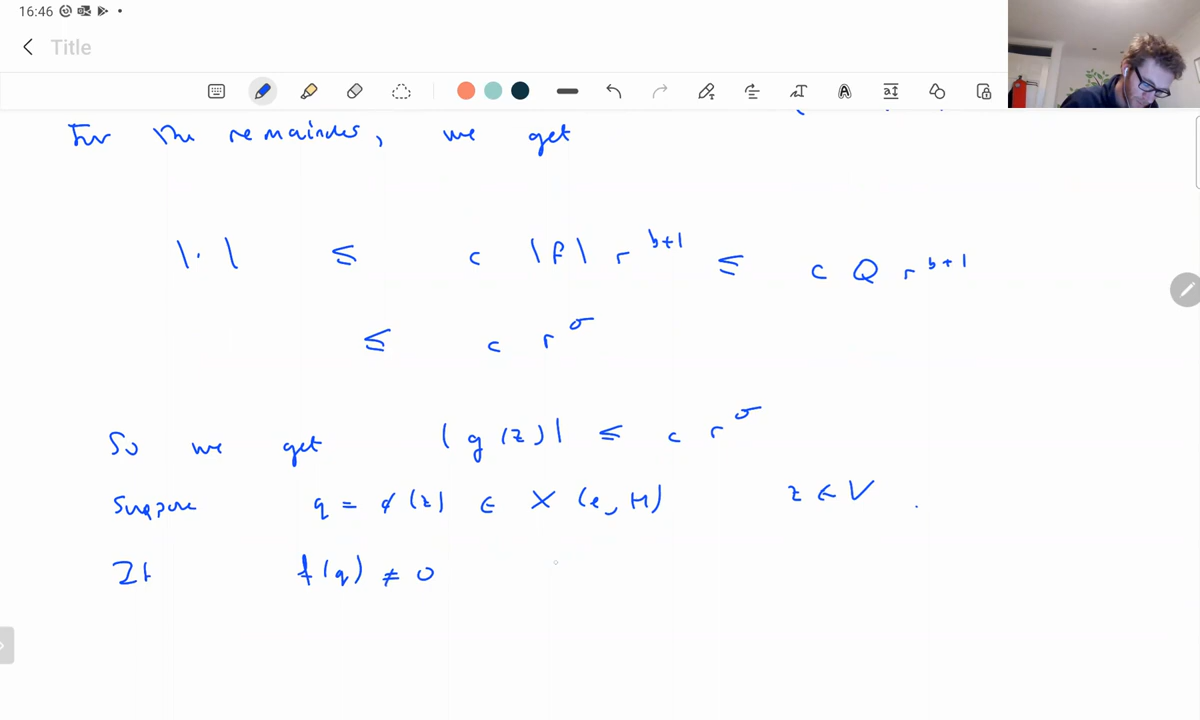 16:46
Title
For the remainder, we get
|·| ≤ c |f| r^{b+1} ≤ c Q r^{b+1}
≤ c r^σ
So we get |g(z)| ≤ c r^σ
Suppose q = φ(z) ∈ X(e, H) z ∈ V .
If f(q) ≠ 0